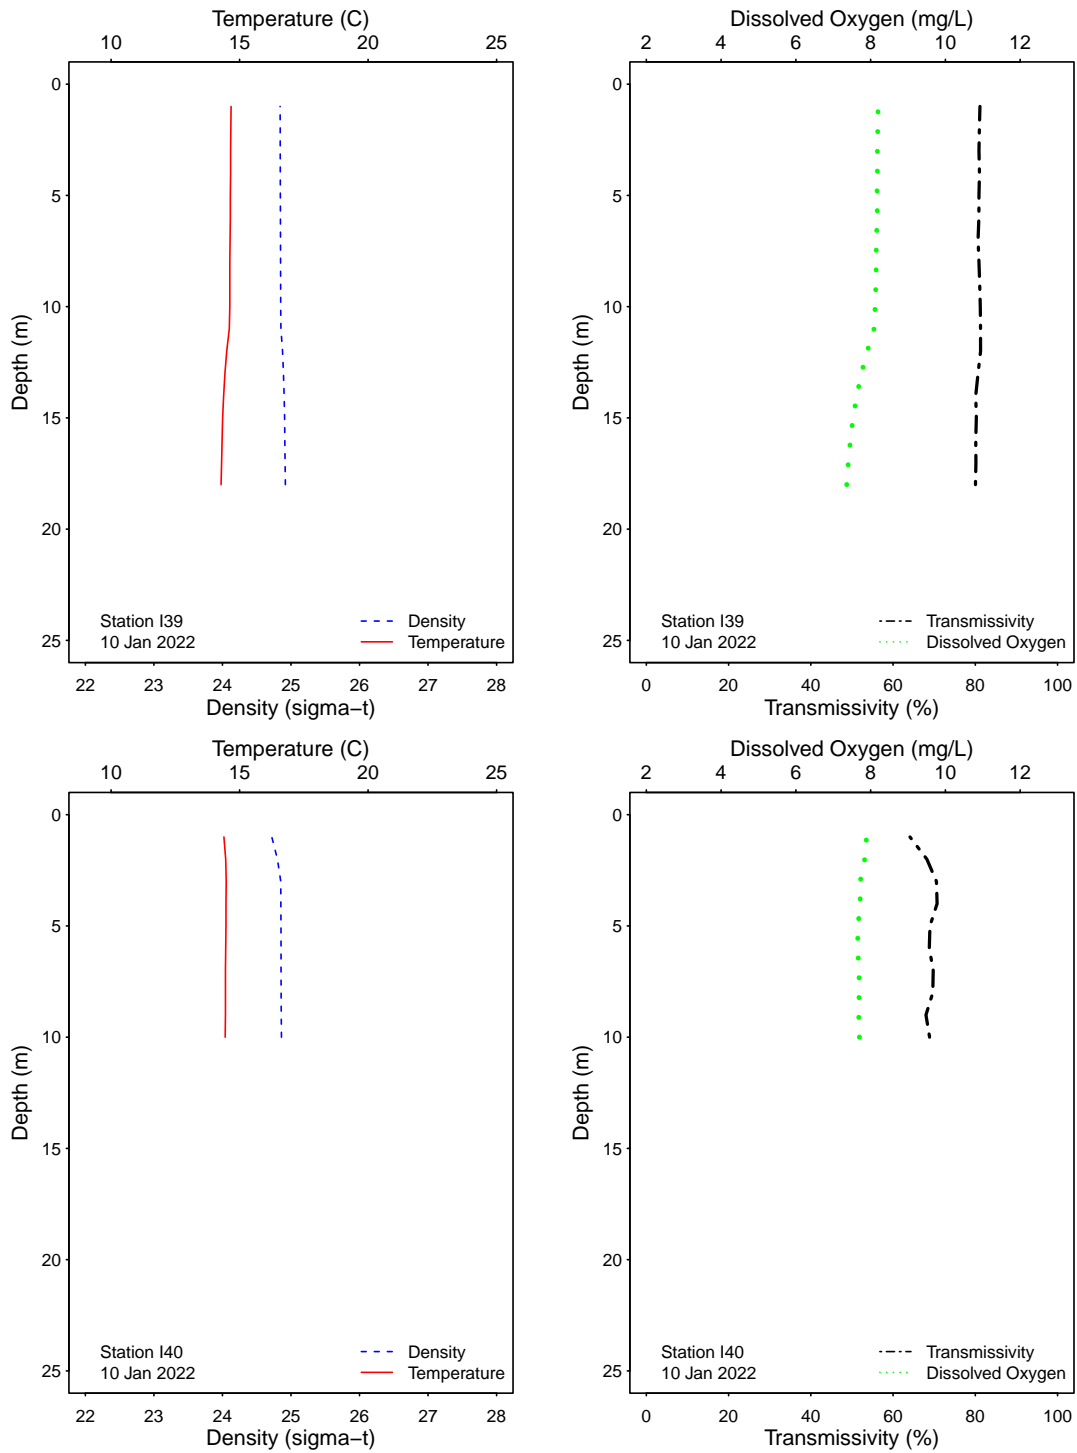 Temperature (C)
10 15 20 25
0
5
10
15
20
25
Depth (m)
Station I39
10 Jan 2022
Density
Temperature
22 23 24 25 26 27 28
Density (sigma−t)
Dissolved Oxygen (mg/L)
2 4 6 8 10 12
0
5
10
15
20
25
Depth (m)
Station I39
10 Jan 2022
Transmissivity
Dissolved Oxygen
0 20 40 60 80 100
Transmissivity (%)
Temperature (C)
10 15 20 25
0
5
10
15
20
25
Depth (m)
Station I40
10 Jan 2022
Density
Temperature
22 23 24 25 26 27 28
Density (sigma−t)
Dissolved Oxygen (mg/L)
2 4 6 8 10 12
0
5
10
15
20
25
Depth (m)
Station I40
10 Jan 2022
Transmissivity
Dissolved Oxygen
0 20 40 60 80 100
Transmissivity (%)